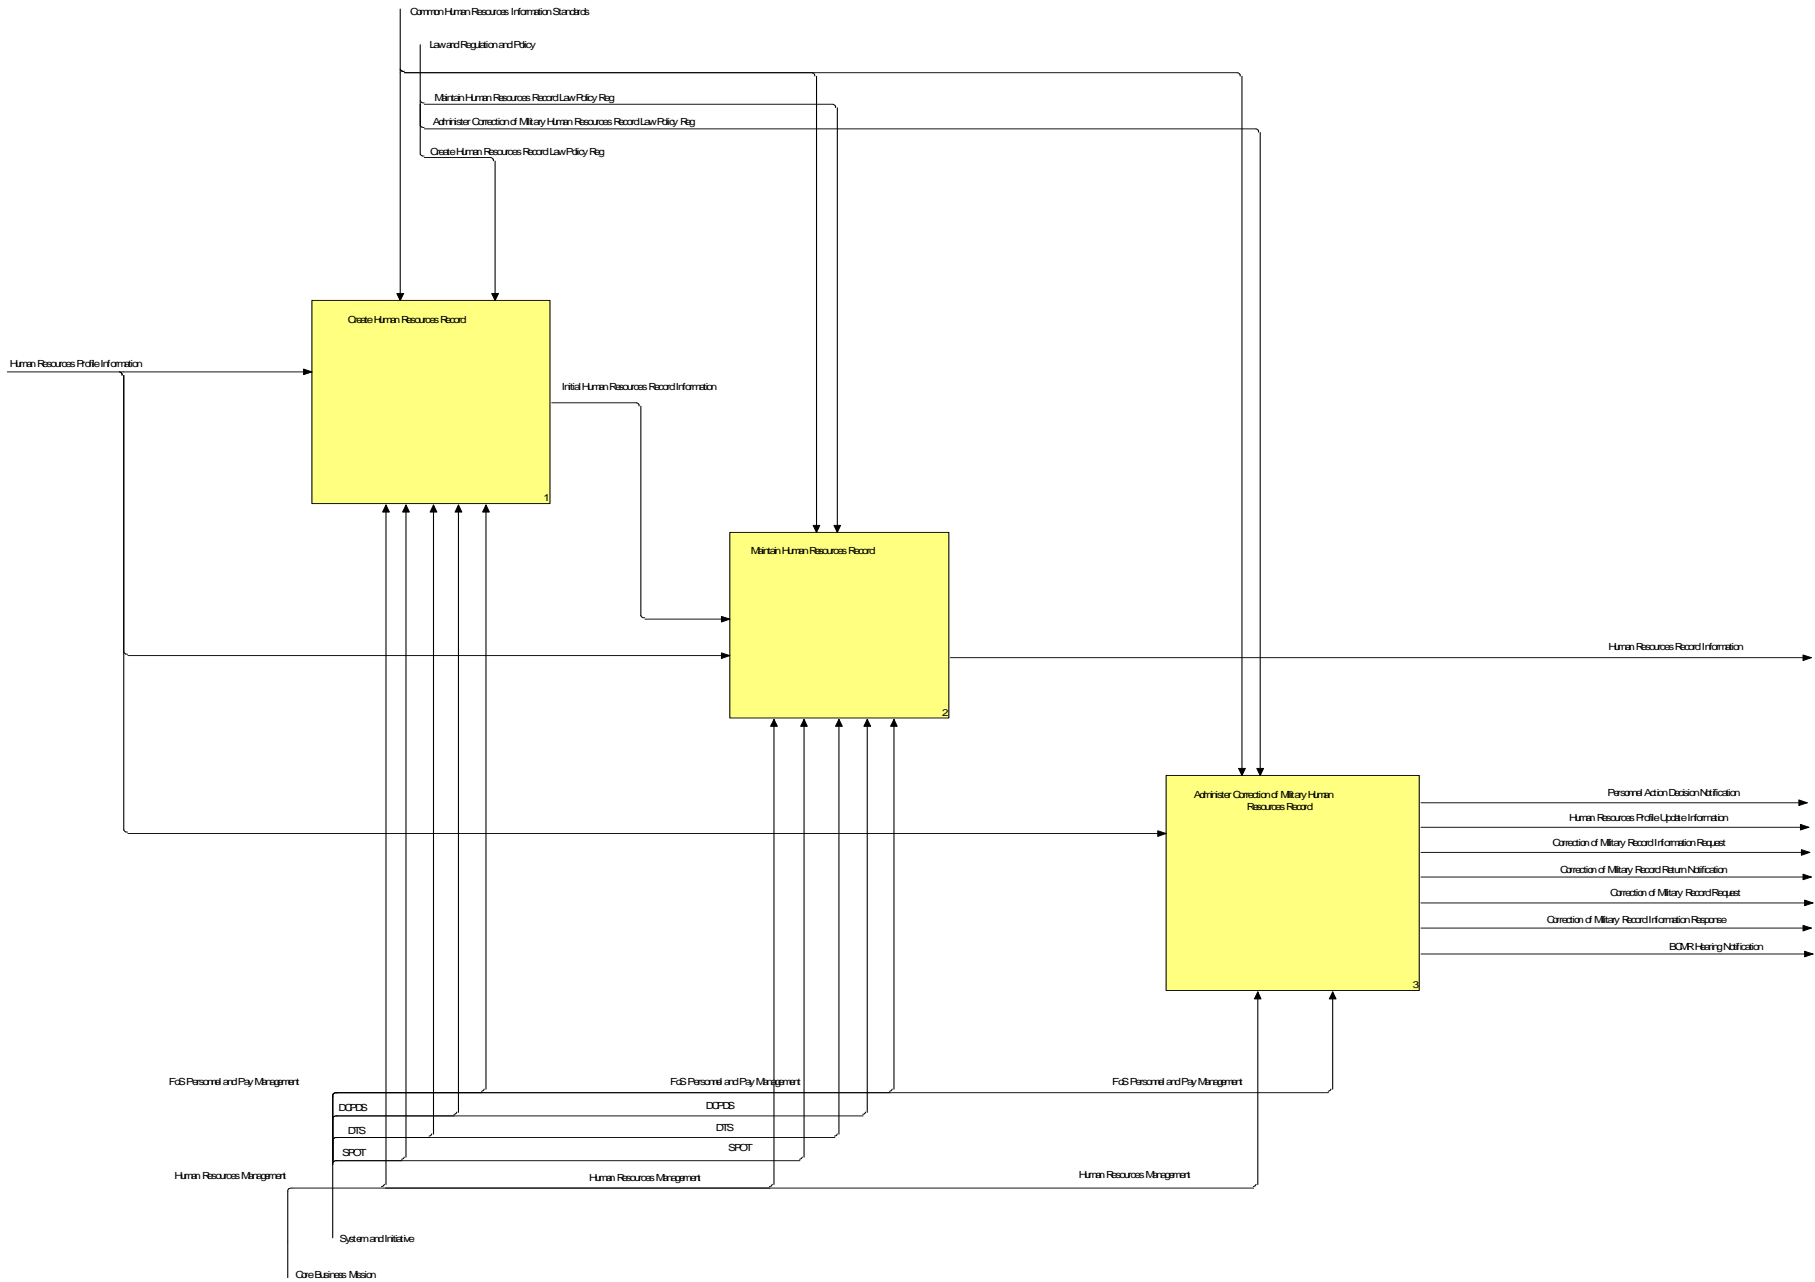 Common Human Resources Information Standards
Law and Regulation and Policy
Maintain Human Resources Record Law Policy Reg
Administer Correction of Military Human Resources Record Law Policy Reg
Create Human Resources Record Law Policy Reg
Create Human Resources Record
Human Resources Profile Information
Initial Human Resources Record Information
1
Maintain Human Resources Record
Human Resources Record Information
2
Administer Correction of Military Human
Resources Record
Personnel Action Decision Notification
Human Resources Profile Update Information
Correction of Military Record Information Request
Correction of Military Record Return Notification
Correction of Military Record Request
Correction of Military Record Information Response
BCMR Hearing Notification
3
FoS Personnel and Pay Management
FoS Personnel and Pay Management
FoS Personnel and Pay Management
DCPDS
DCPDS
DTS
DTS
SPOT
SPOT
Human Resources Management
Human Resources Management
Human Resources Management
System and Initiative
Core Business Mission